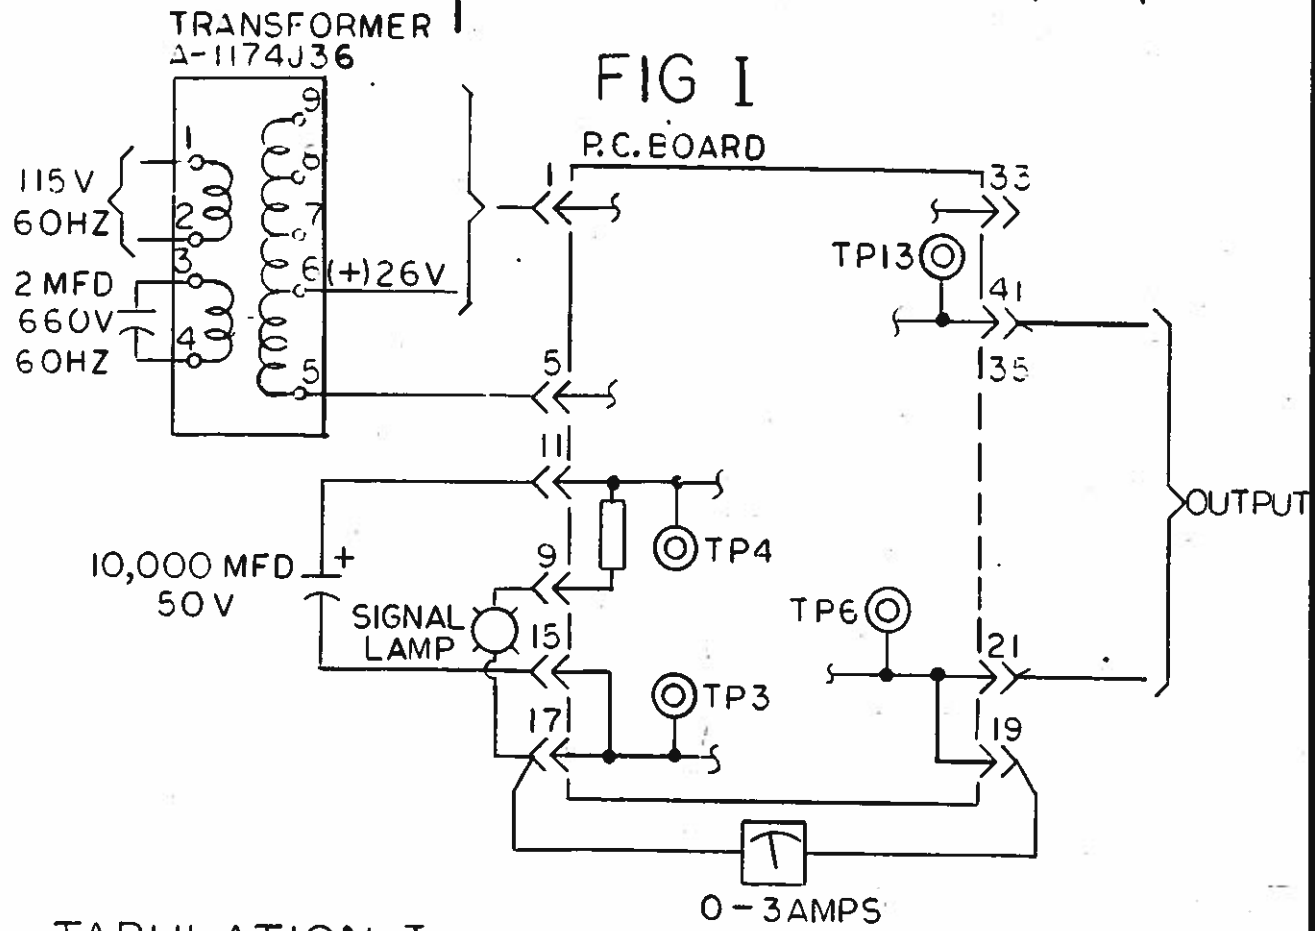 TRANSFORMER
A-1174J36
FIG I
P.C. BOARD
9
1
8
115V
60HZ
2
7
3
6
(+)26V
2 MFD
660V
60HZ
4
5
1
33
TP13
41
5
35
11
TP4
OUTPUT
10,000 MFD
+
50V
9
SIGNAL
LAMP
15
TP6
21
17
TP3
19
0-3AMPS